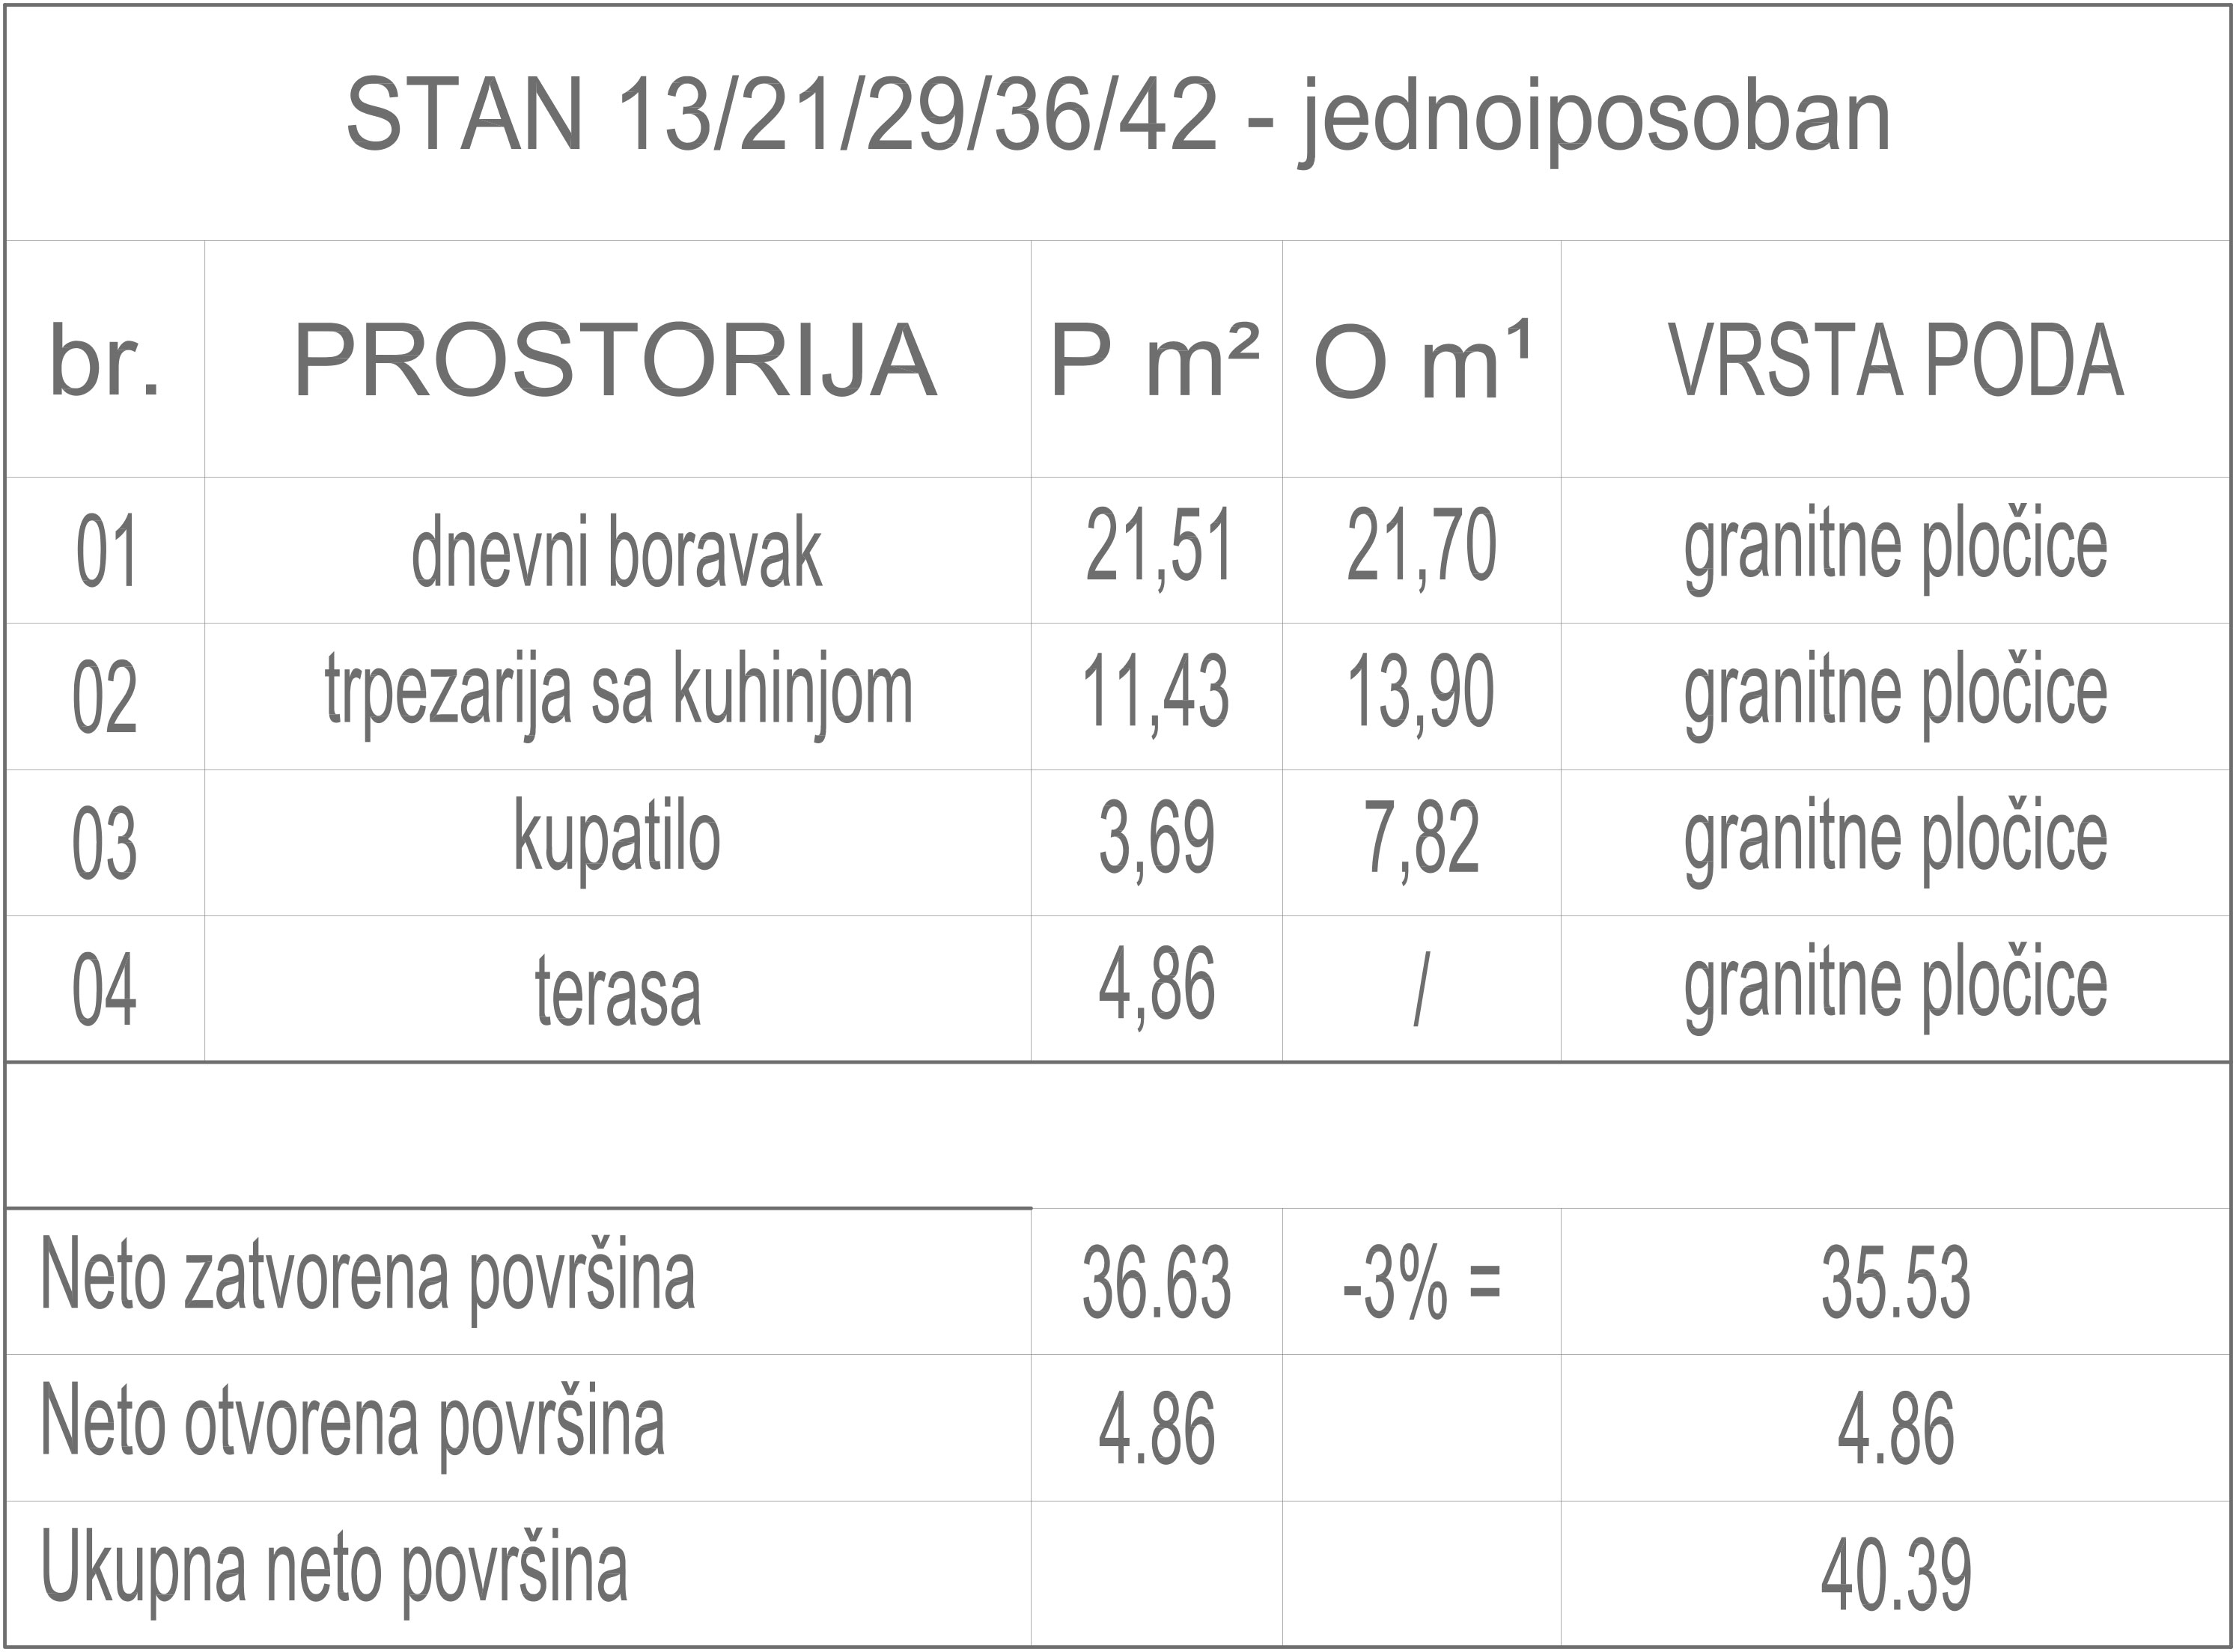 STAN 13/21/29/36/42 - jednoiposoban
br. PROSTORIJA P m² O m¹ VRSTA PODA
01 dnevni boravak 21,51 21,70 granitne pločice
02 trpezarija sa kuhinjom 11,43 13,90 granitne pločice
03 kupatilo 3,69 7,82 granitne pločice
04 terasa 4,86 / granitne pločice
Neto zatvorena površina 36.63 -3% = 35.53
Neto otvorena površina 4.86 4.86
Ukupna neto površina 40.39